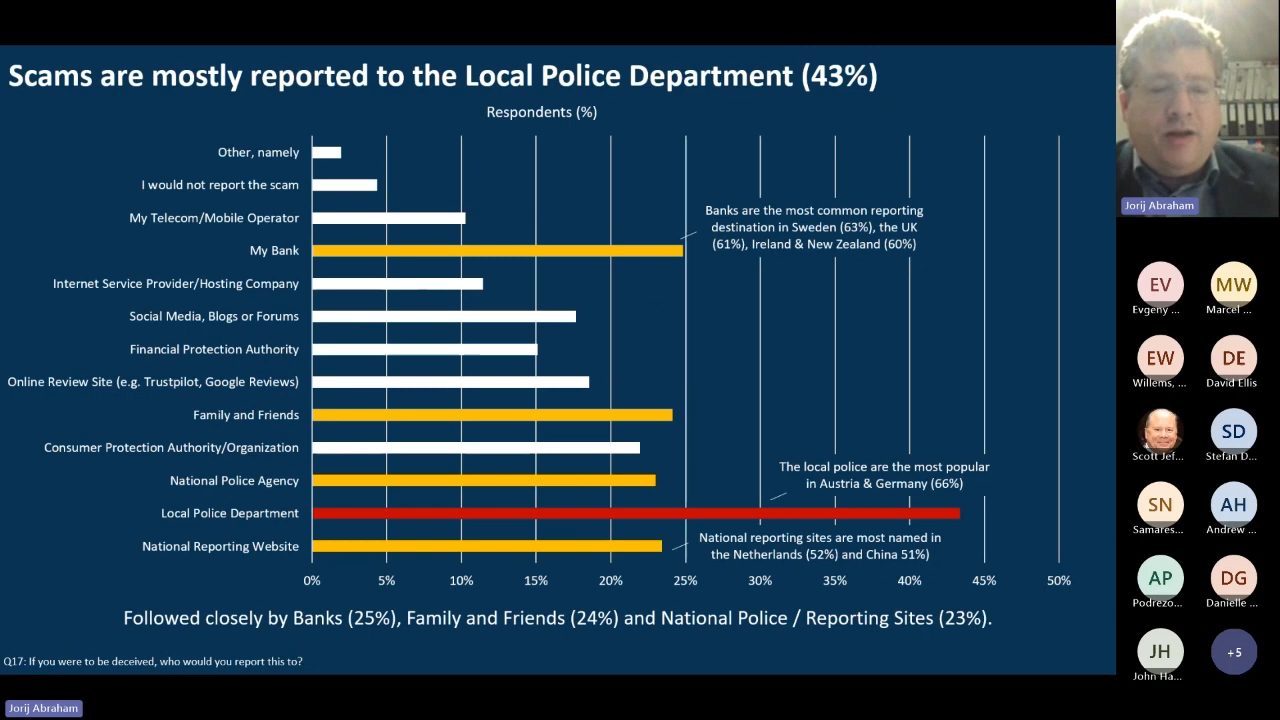 Scams are mostly reported to the Local Police Department (43%)
Respondents (%)
Other, namely
I would not report the scam
My Telecom/Mobile Operator
My Bank
Internet Service Provider/Hosting Company
Social Media, Blogs or Forums
Financial Protection Authority
Online Review Site (e.g. Trustpilot, Google Reviews)
Family and Friends
Consumer Protection Authority/Organization
National Police Agency
Local Police Department
National Reporting Website
Banks are the most common reporting
destination in Sweden (63%), the UK
(61%), Ireland & New Zealand (60%)
The local police are the most popular
in Austria & Germany (66%)
National reporting sites are most named in
the Netherlands (52%) and China 51%)
0% 5% 10% 15% 20% 25% 30% 35% 40% 45% 50%
Followed closely by Banks (25%), Family and Friends (24%) and National Police / Reporting Sites (23%).
Q17: If you were to be deceived, who would you report this to?
Jorij Abraham
Jorij Abraham
EV MW
Evgeny ... Marcel ...
EW DE
Willems, ... David Ellis
SD
Scott Jef... Stefan D...
SN AH
Samares... Andrew ...
AP DG
Podrezo... Danielle ...
JH +5
John Ha...